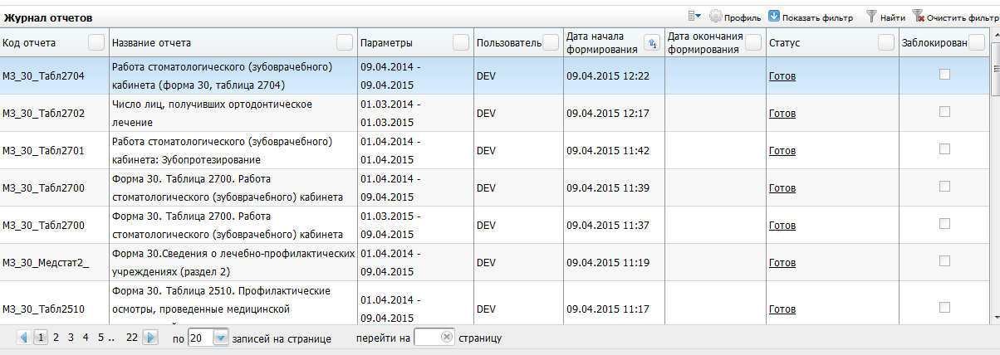 Журнал отчетов
Профиль
Показать фильтр
Найти
Очистить фильтр
Код отчета
Название отчета
Параметры
Пользователь
Дата начала
формирования
1
Дата окончания
формирования
Статус
Заблокирован
МЗ_30_Табл2704
Работа стоматологического (зубоврачебного)
кабинета (форма 30, таблица 2704)
09.04.2014 -
09.04.2015
DEV
09.04.2015 12:22
Готов
МЗ_30_Табл2702
Число лиц, получивших ортодонтическое
лечение
01.03.2014 -
01.03.2015
DEV
09.04.2015 12:17
Готов
МЗ_30_Табл2701
Работа стоматологического (зубоврачебного)
кабинета: Зубопротезирование
01.04.2014 -
01.04.2015
DEV
09.04.2015 11:42
Готов
МЗ_30_Табл2700
Форма 30. Таблица 2700. Работа
стоматологического (зубоврачебного) кабинета
01.04.2014 -
09.04.2015
DEV
09.04.2015 11:39
Готов
МЗ_30_Табл2700
Форма 30. Таблица 2700. Работа
стоматологического (зубоврачебного) кабинета
01.03.2015 -
09.04.2015
DEV
09.04.2015 11:37
Готов
МЗ_30_Медстат2_
Форма 30.Сведения о лечебно-профилактических
учреждениях (раздел 2)
01.04.2014 -
09.04.2015
DEV
09.04.2015 11:19
Готов
МЗ_30_Табл2510
Форма 30. Таблица 2510. Профилактические
осмотры, проведенные медицинской
01.04.2014 -
09.04.2015
DEV
09.04.2015 11:17
Готов
1 2 3 4 5 .. 22 по 20 записей на странице перейти на страницу